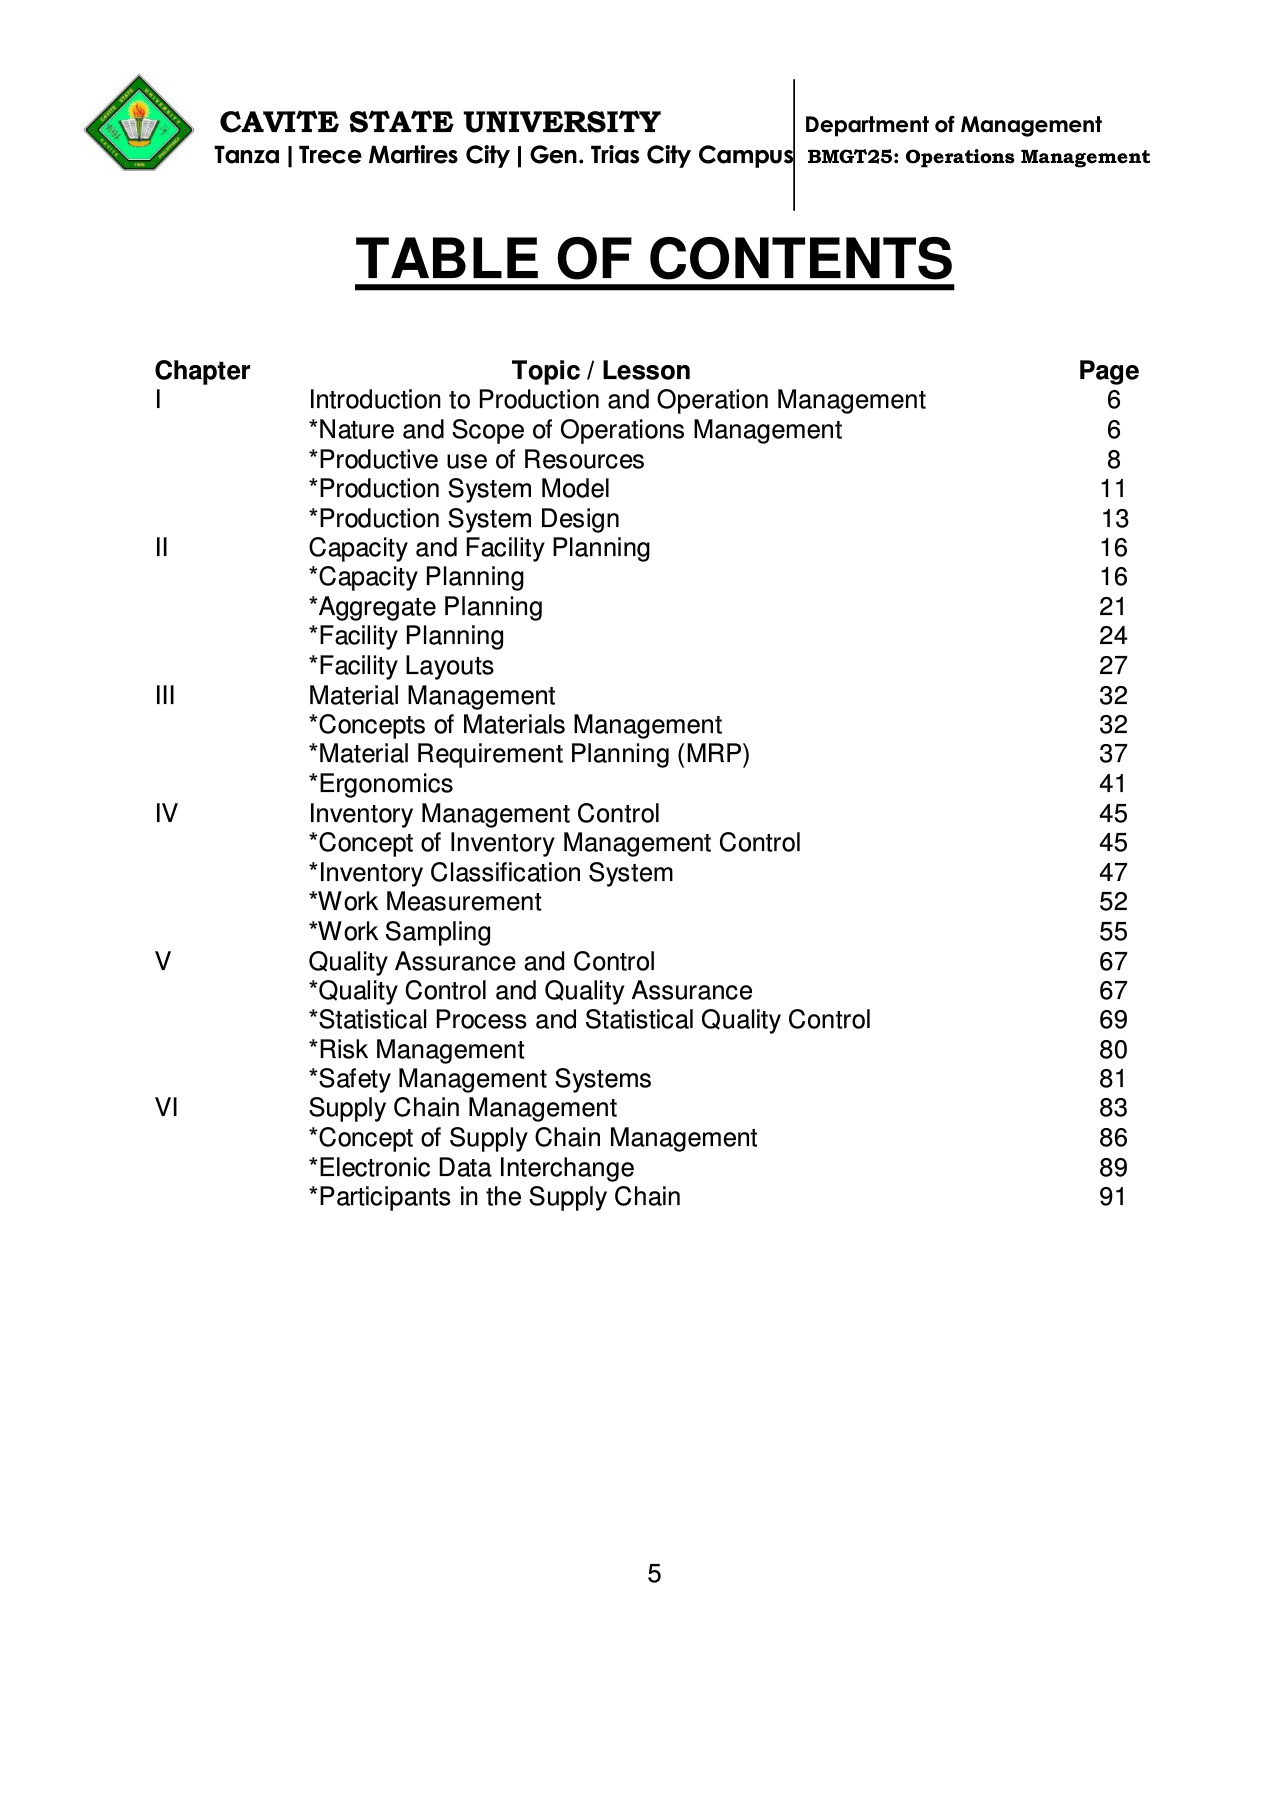 CAVITE STATE UNIVERSITY
Tanza | Trece Martires City | Gen. Trias City Campus
Department of Management
BMGT25: Operations Management
TABLE OF CONTENTS
Chapter Topic / Lesson Page
I Introduction to Production and Operation Management 6
*Nature and Scope of Operations Management 6
*Productive use of Resources 8
*Production System Model 11
*Production System Design 13
II Capacity and Facility Planning 16
*Capacity Planning 16
*Aggregate Planning 21
*Facility Planning 24
*Facility Layouts 27
III Material Management 32
*Concepts of Materials Management 32
*Material Requirement Planning (MRP) 37
*Ergonomics 41
IV Inventory Management Control 45
*Concept of Inventory Management Control 45
*Inventory Classification System 47
*Work Measurement 52
*Work Sampling 55
V Quality Assurance and Control 67
*Quality Control and Quality Assurance 67
*Statistical Process and Statistical Quality Control 69
*Risk Management 80
*Safety Management Systems 81
VI Supply Chain Management 83
*Concept of Supply Chain Management 86
*Electronic Data Interchange 89
*Participants in the Supply Chain 91
5